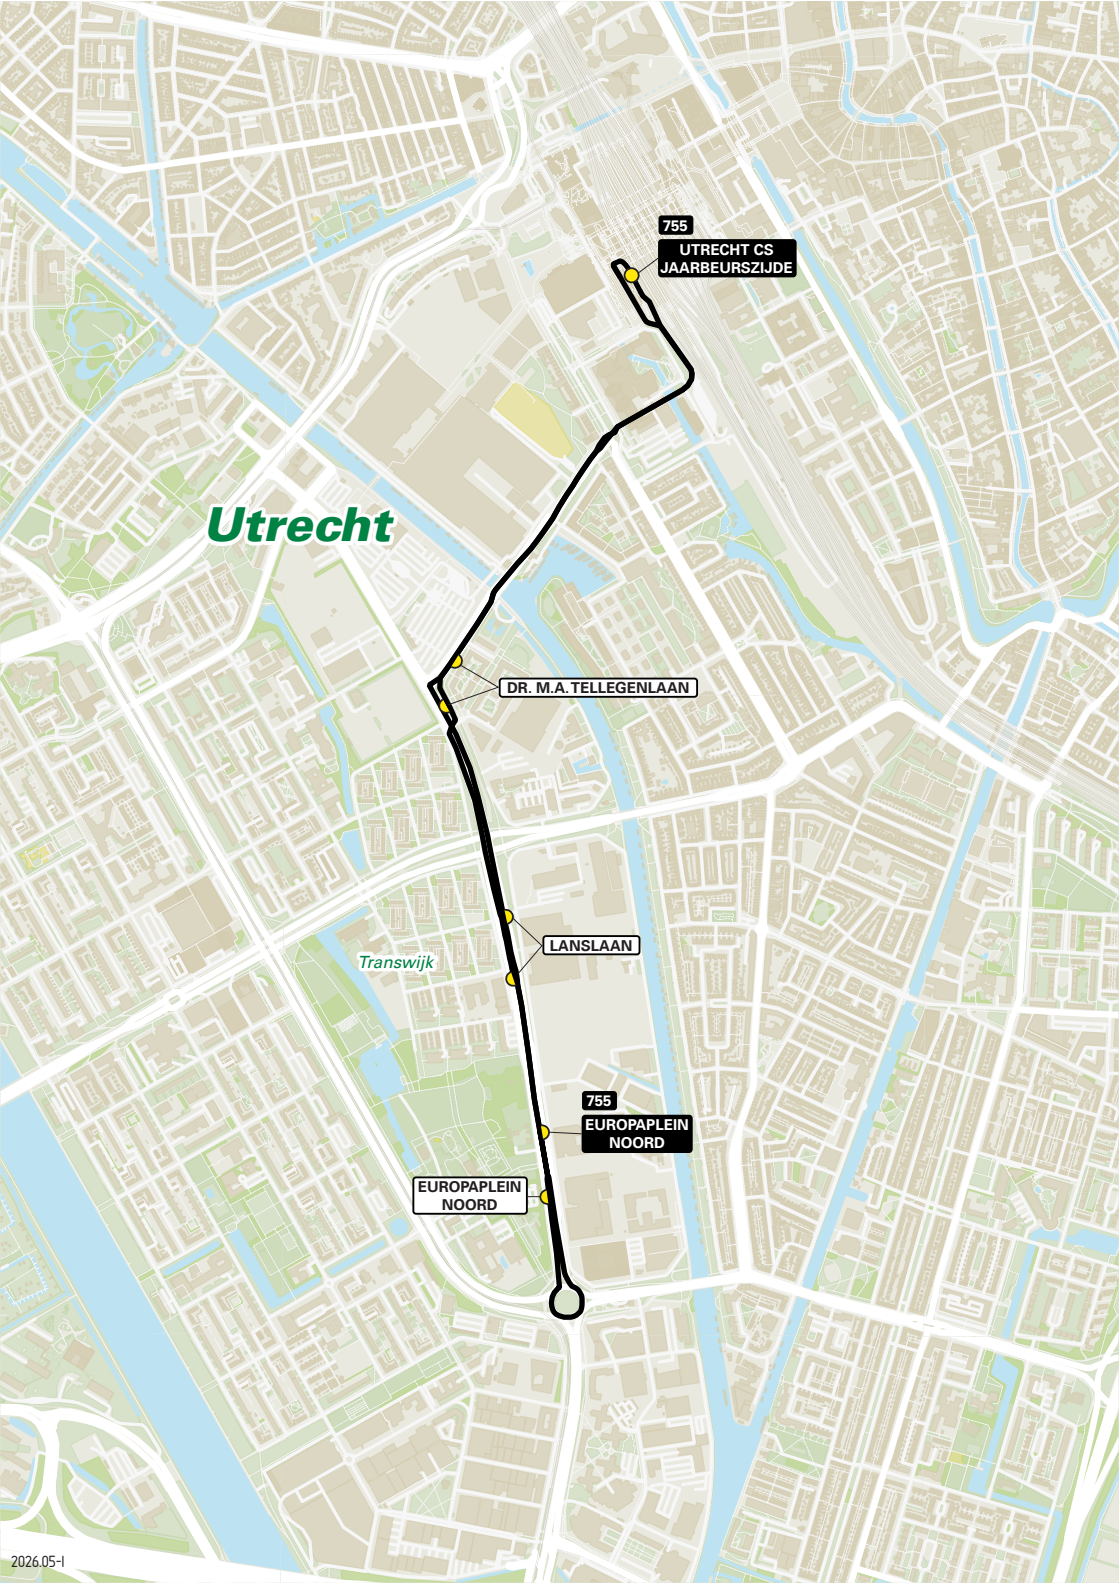 755
UTRECHT CS
JAARBEURSZIJDE
Utrecht
DR. M.A. TELLEGENLAAN
LANSLAAN
Transwijk
755
EUROPAPLEIN
NOORD
EUROPAPLEIN
NOORD
2026.05-I